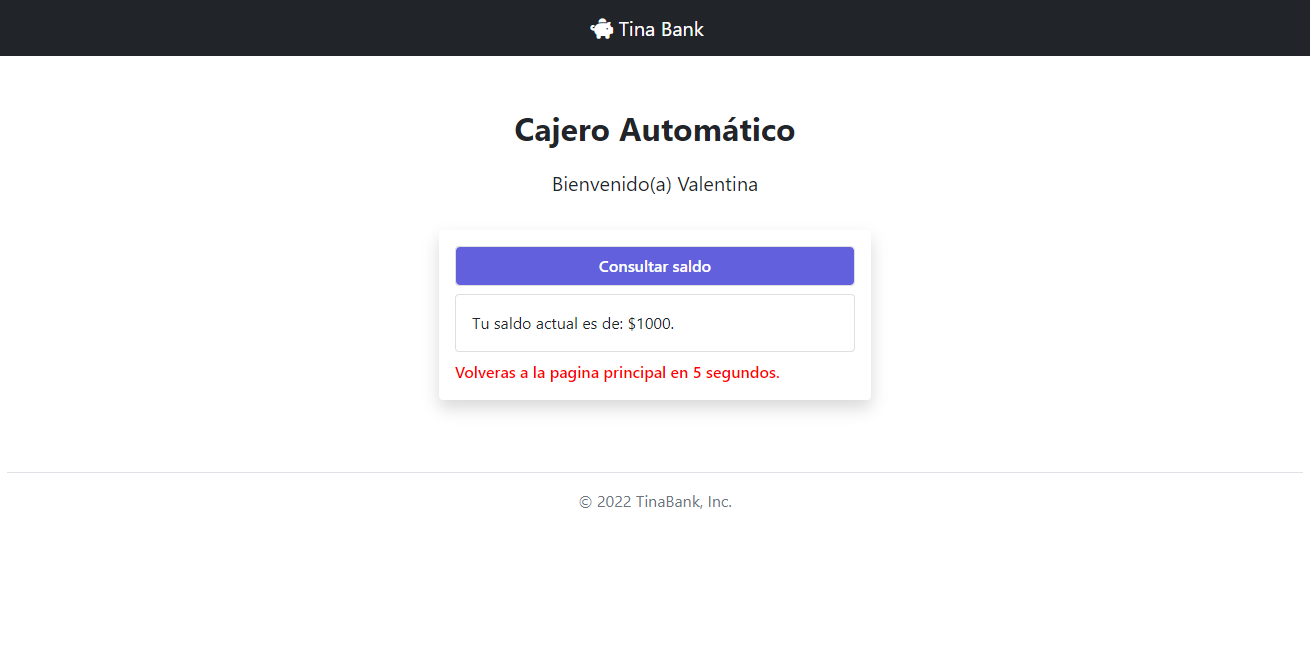 Tina Bank
Cajero Automático
Bienvenido(a) Valentina
Consultar saldo
Tu saldo actual es de: $1000.
Volveras a la pagina principal en 5 segundos.
© 2022 TinaBank, Inc.